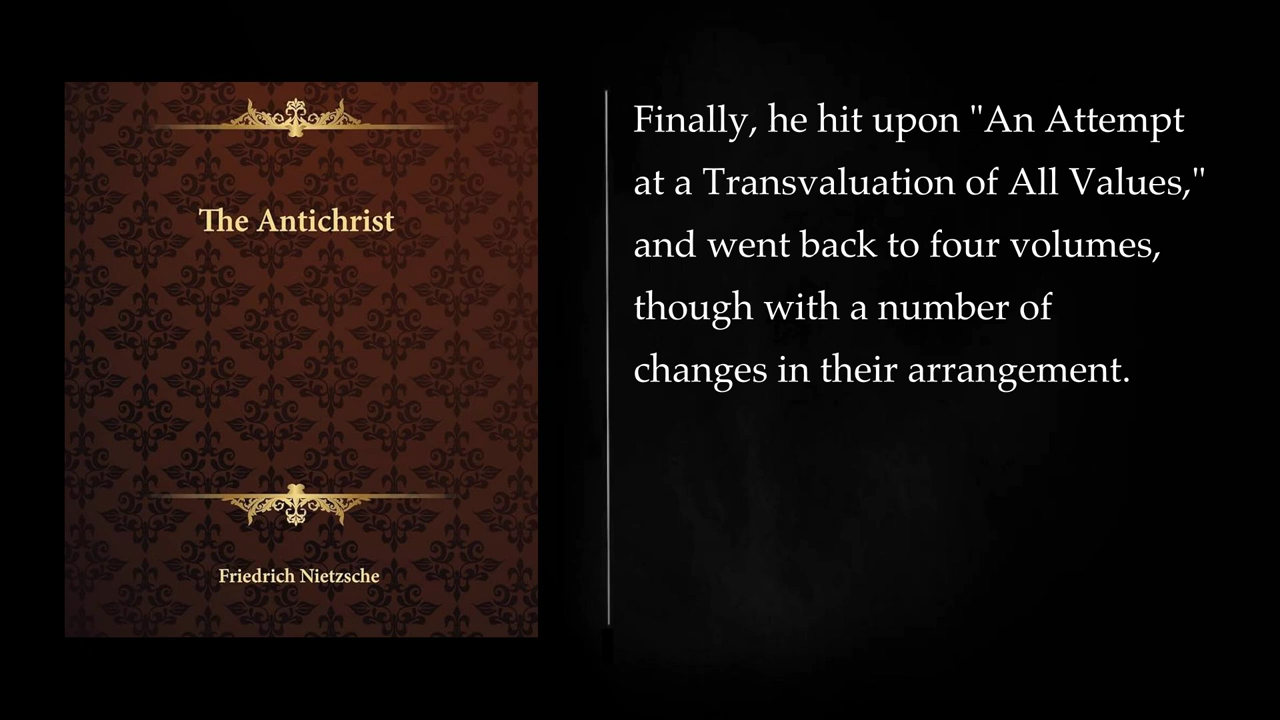 The Antichrist
Friedrich Nietzsche
Finally, he hit upon "An Attempt
at a Transvaluation of All Values,"
and went back to four volumes,
though with a number of
changes in their arrangement.